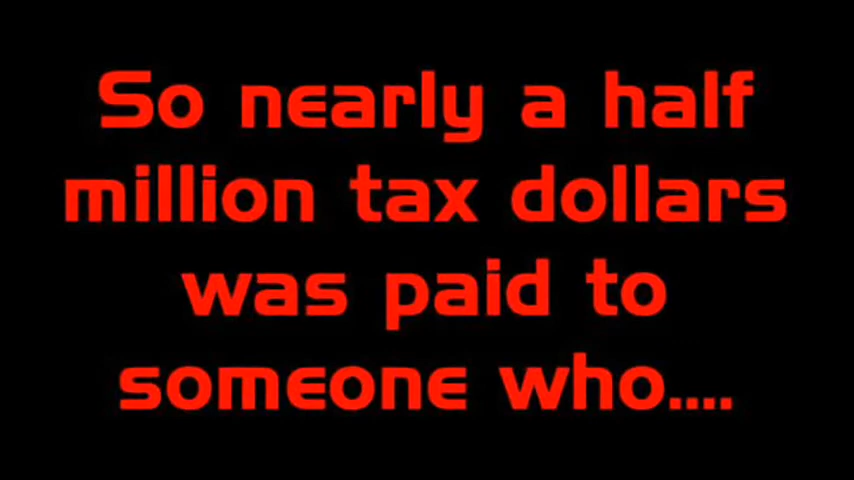 So nearly a half
million tax dollars
was paid to
someone who....